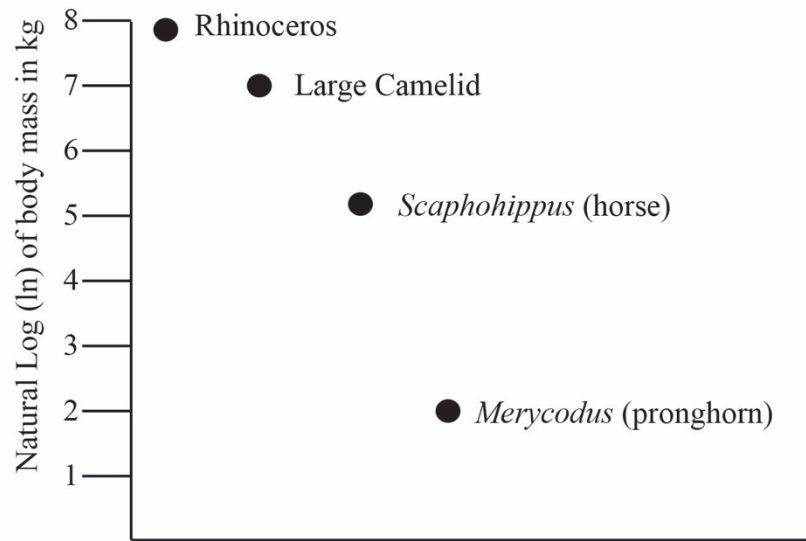 Natural Log (ln) of body mass in kg
8
Rhinoceros
7
Large Camelid
6
Scaphohippus (horse)
5
4
3
2
Merycodus (pronghorn)
1